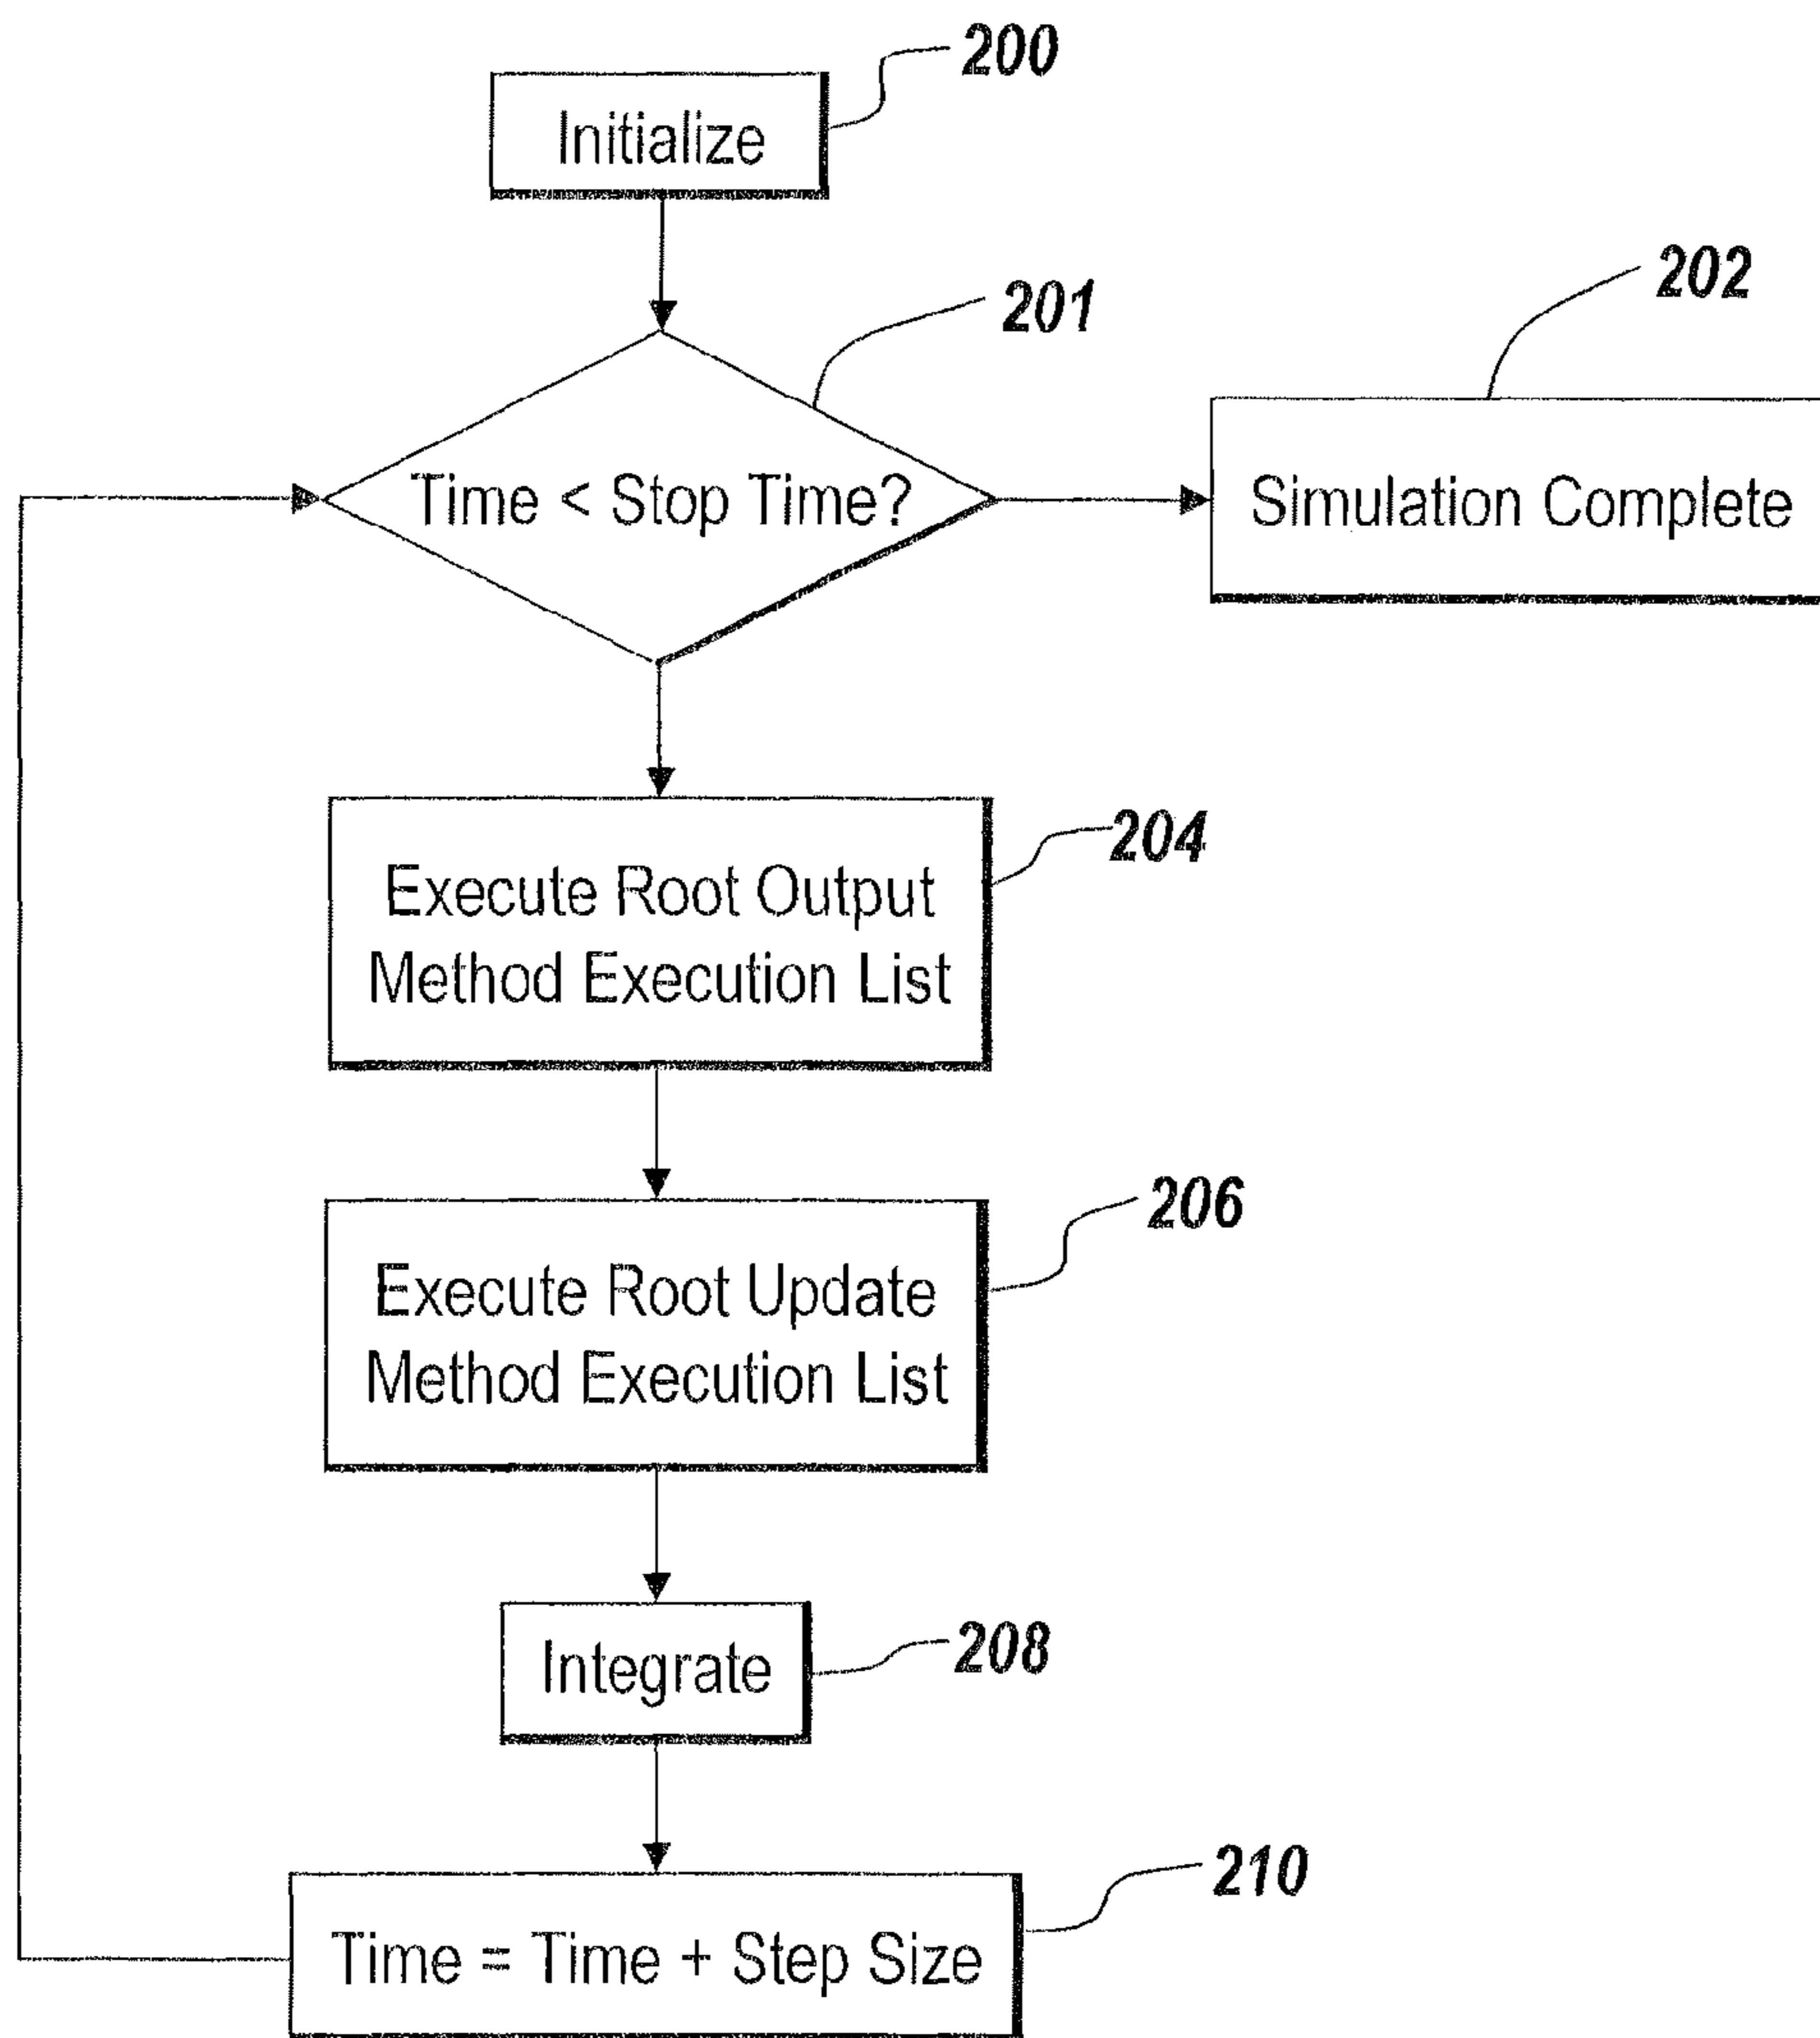 200
Initialize
201
202
Time < Stop Time?
Simulation Complete
204
Execute Root Output
Method Execution List
206
Execute Root Update
Method Execution List
208
Integrate
210
Time = Time + Step Size